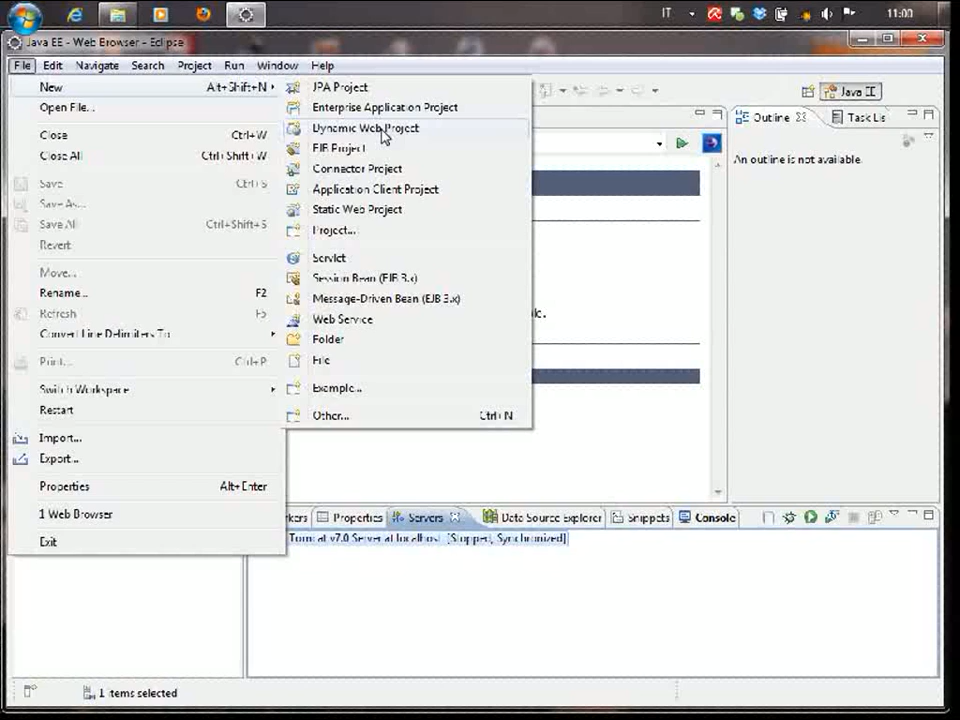 IT
11:00
Java EE - Web Browser - Eclipse
File Edit Navigate Search Project Run Window Help
New Alt+Shift+N
Open File...
Close Ctrl+W
Close All Ctrl+Shift+W
Save Ctrl+S
Save As...
Save All Ctrl+Shift+S
Revert
Move...
Rename... F2
Refresh F5
Convert Line Delimiters To
Print... Ctrl+P
Switch Workspace
Restart
Import...
Export...
Properties Alt+Enter
1 Web Browser
Exit
JPA Project
Enterprise Application Project
Dynamic Web Project
EJB Project
Connector Project
Application Client Project
Static Web Project
Project...
Servlet
Session Bean (EJB 3.x)
Message-Driven Bean (EJB 3.x)
Web Service
Folder
File
Example...
Other... Ctrl+N
Java EE
Outline Task Lis
An outline is not available.
le.
kers Properties Servers Data Source Explorer Snippets Console
Tomcat v7.0 Server at localhost [Stopped, Synchronized]
1 items selected